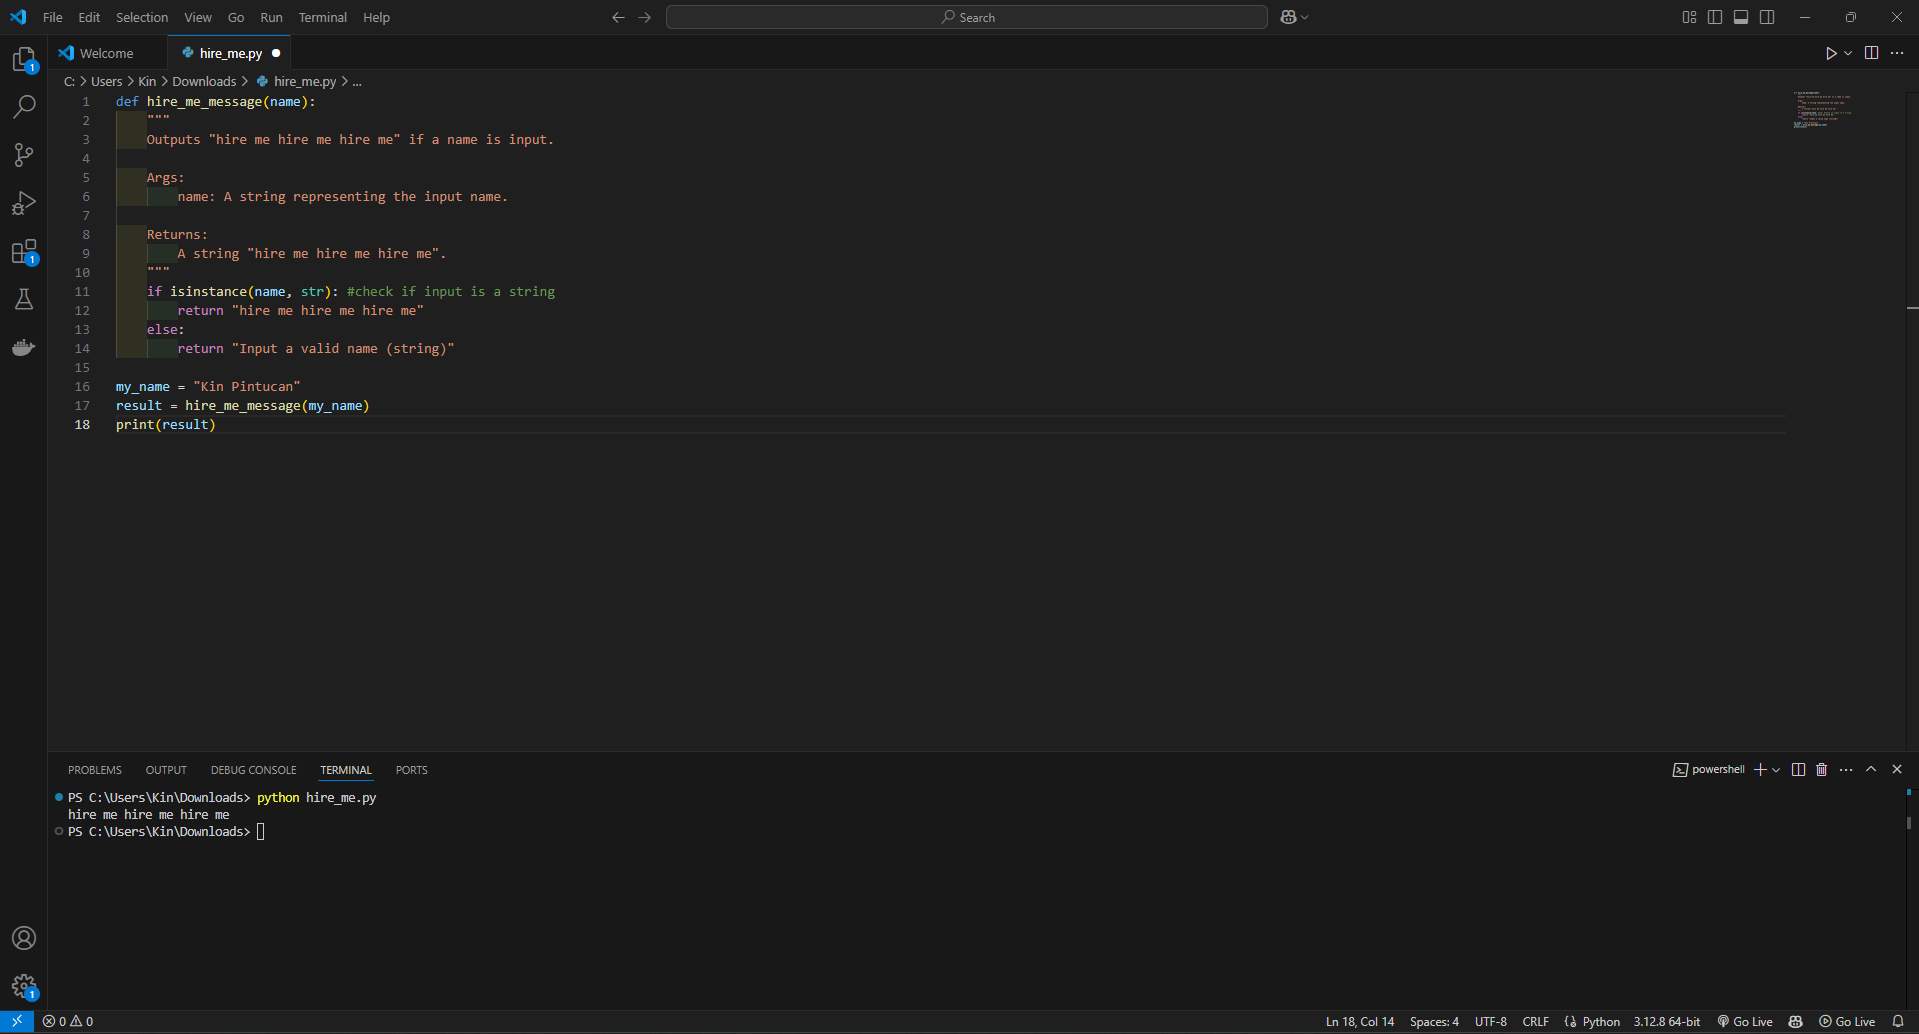 File Edit Selection View Go Run Terminal Help
Search
Welcome hire_me.py
C: > Users > Kin > Downloads > hire_me.py > ...
1 def hire_me_message(name):
2     """
3     Outputs "hire me hire me hire me" if a name is input.
4
5     Args:
6         name: A string representing the input name.
7
8     Returns:
9         A string "hire me hire me hire me".
10     """
11     if isinstance(name, str): #check if input is a string
12         return "hire me hire me hire me"
13     else:
14         return "Input a valid name (string)"
15
16 my_name = "Kin Pintucan"
17 result = hire_me_message(my_name)
18 print(result)
1
1
PROBLEMS OUTPUT DEBUG CONSOLE TERMINAL PORTS
powershell
PS C:\Users\Kin\Downloads> python hire_me.py
hire me hire me hire me
PS C:\Users\Kin\Downloads>
1
0 0 Ln 18, Col 14 Spaces: 4 UTF-8 CRLF Python 3.12.8 64-bit Go Live Go Live